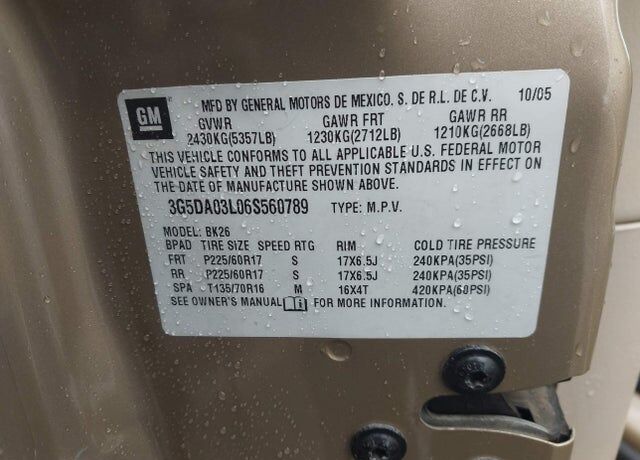 GM
MFD BY GENERAL MOTORS DE MEXICO. S. DE R.L. DE C.V. 10/05
GVWR GAWR FRT GAWR RR
2430KG(5357LB) 1230KG(2712LB) 1210KG(2668LB)
THIS VEHICLE CONFORMS TO ALL APPLICABLE U.S. FEDERAL MOTOR
VEHICLE SAFETY AND THEFT PREVENTION STANDARDS IN EFFECT ON
THE DATE OF MANUFACTURE SHOWN ABOVE.
3G5DA03L06S560789 TYPE: M.P.V.
MODEL: BK26
BPAD TIRE SIZE SPEED RTG RIM COLD TIRE PRESSURE
FRT P225/60R17 S 17X6.5J 240KPA(35PSI)
RR P225/60R17 S 17X6.5J 240KPA(35PSI)
SPA T135/70R16 M 16X4T 420KPA(60PSI)
SEE OWNER'S MANUAL FOR MORE INFORMATION.